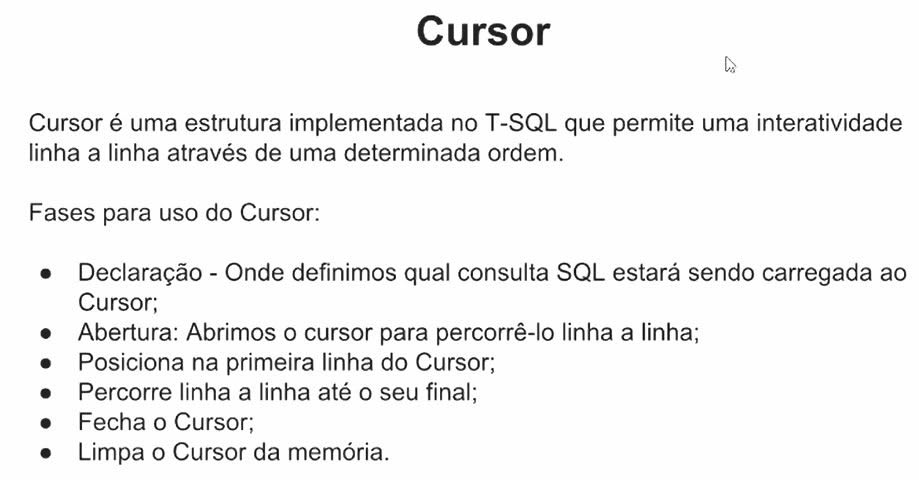 Cursor
Cursor é uma estrutura implementada no T-SQL que permite uma interatividade
linha a linha através de uma determinada ordem.
Fases para uso do Cursor:
● Declaração - Onde definimos qual consulta SQL estará sendo carregada ao
Cursor;
● Abertura: Abrimos o cursor para percorrê-lo linha a linha;
● Posiciona na primeira linha do Cursor;
● Percorre linha a linha até o seu final;
● Fecha o Cursor;
● Limpa o Cursor da memória.